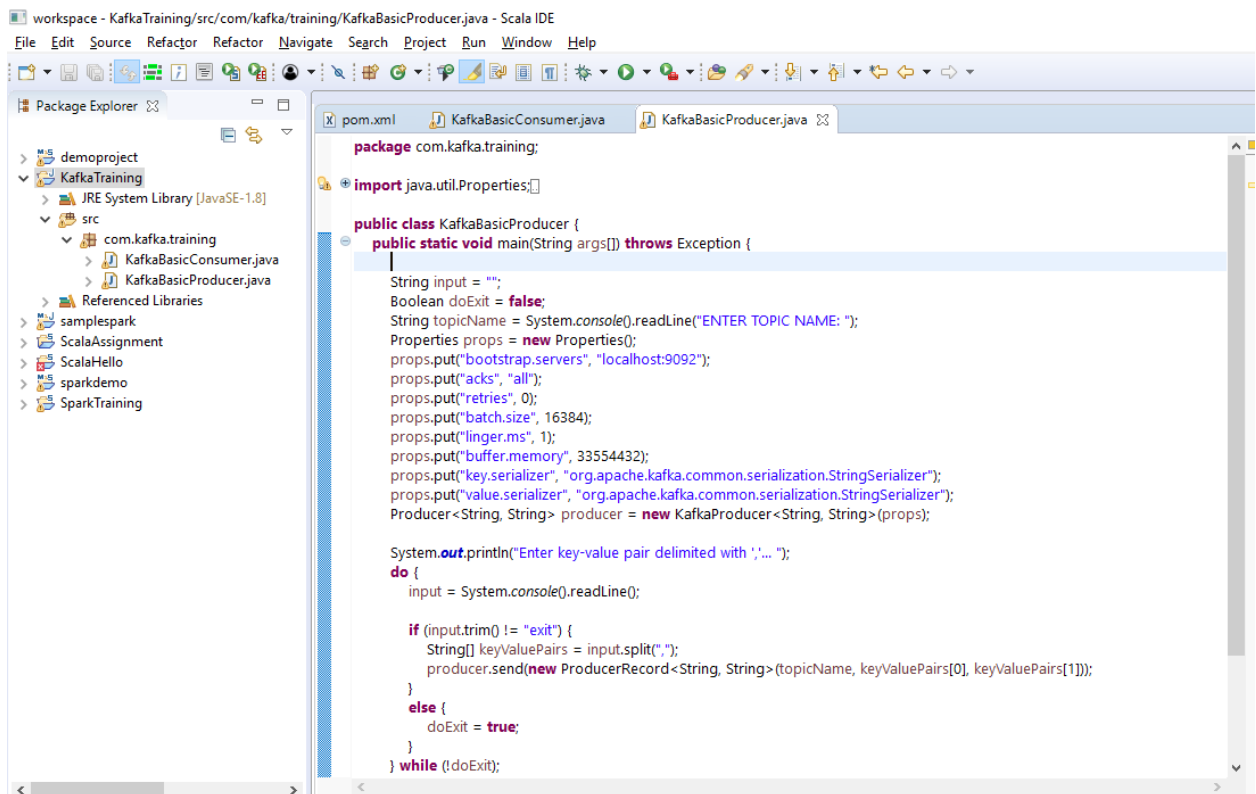 workspace - KafkaTraining/src/com/kafka/training/KafkaBasicProducer.java - Scala IDE
File Edit Source Refactor Refactor Navigate Search Project Run Window Help
Package Explorer
demoproject
KafkaTraining
JRE System Library [JavaSE-1.8]
src
com.kafka.training
KafkaBasicConsumer.java
KafkaBasicProducer.java
Referenced Libraries
samplespark
ScalaAssignment
ScalaHello
sparkdemo
SparkTraining
pom.xml KafkaBasicConsumer.java KafkaBasicProducer.java
package com.kafka.training;
import java.util.Properties;
public class KafkaBasicProducer {
public static void main(String args[]) throws Exception {
String input = "";
Boolean doExit = false;
String topicName = System.console().readLine("ENTER TOPIC NAME: ");
Properties props = new Properties();
props.put("bootstrap.servers", "localhost:9092");
props.put("acks", "all");
props.put("retries", 0);
props.put("batch.size", 16384);
props.put("linger.ms", 1);
props.put("buffer.memory", 33554432);
props.put("key.serializer", "org.apache.kafka.common.serialization.StringSerializer");
props.put("value.serializer", "org.apache.kafka.common.serialization.StringSerializer");
Producer<String, String> producer = new KafkaProducer<String, String>(props);
System.out.println("Enter key-value pair delimited with ','... ");
do {
input = System.console().readLine();
if (input.trim() != "exit") {
String[] keyValuePairs = input.split(",");
producer.send(new ProducerRecord<String, String>(topicName, keyValuePairs[0], keyValuePairs[1]));
}
else {
doExit = true;
}
} while (!doExit);